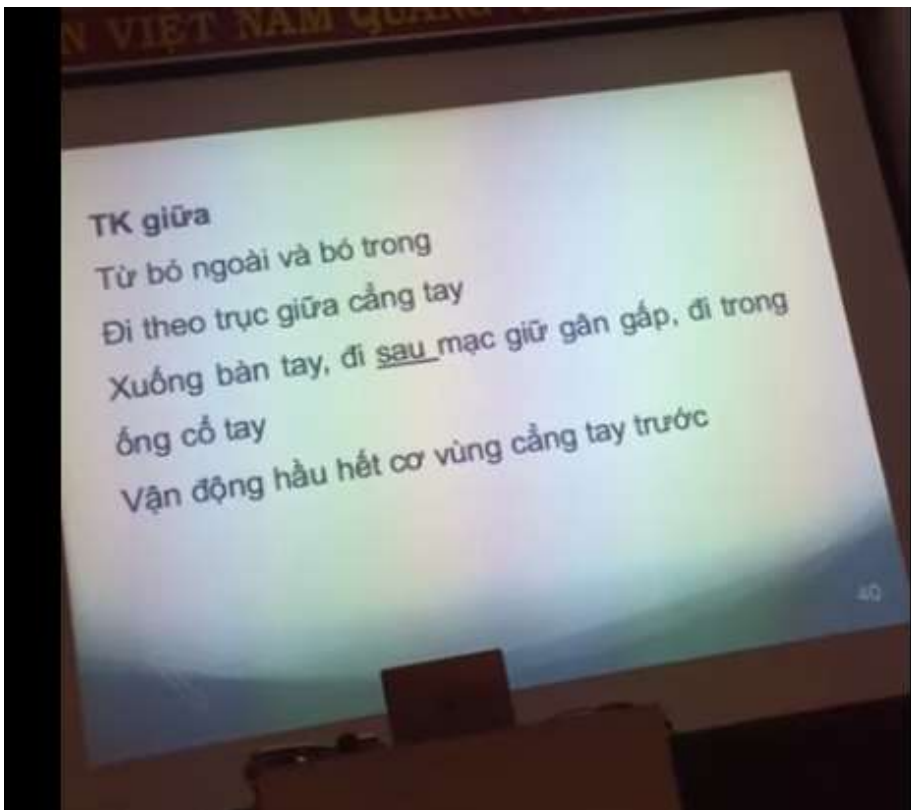 VIỆT NAM QUANG
TK giữa
Từ bó ngoài và bó trong
Đi theo trục giữa cẳng tay
Xuống bàn tay, đi sau mạc giữ gân gấp, đi trong
ống cổ tay
Vận động hầu hết cơ vùng cẳng tay trước
40